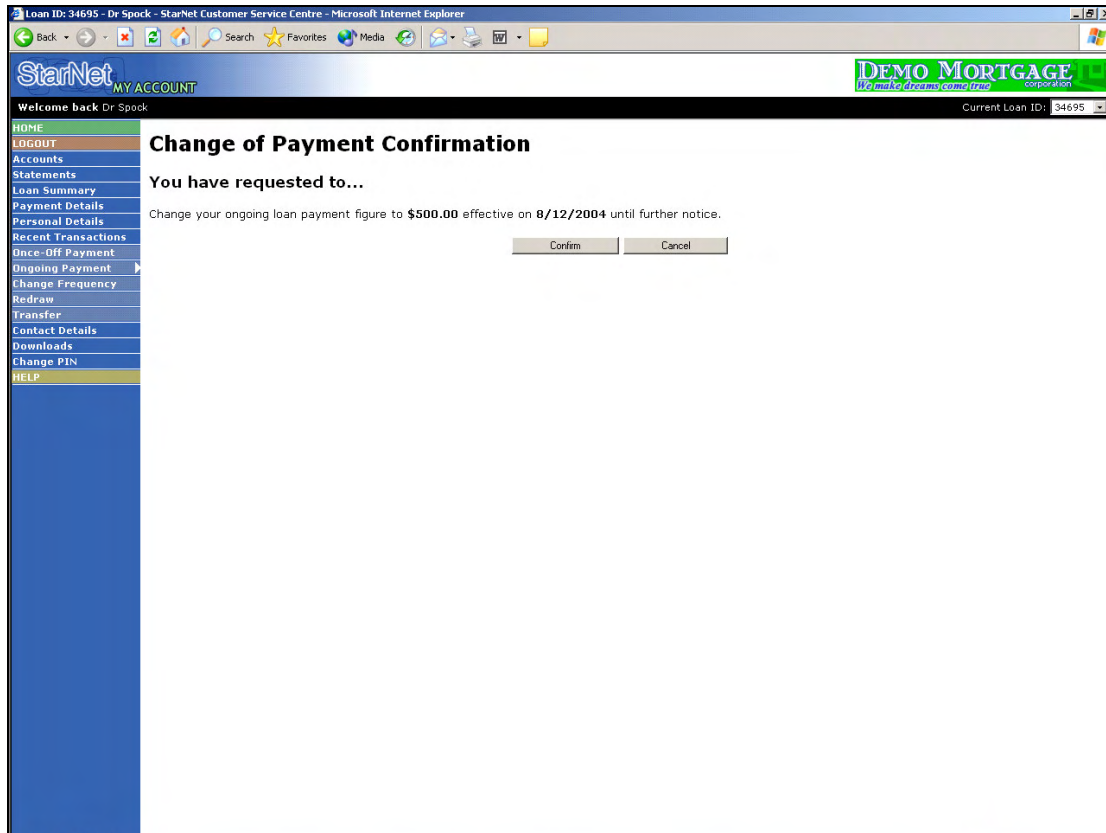 Loan ID: 34695 - Dr Spock - StarNet Customer Service Centre - Microsoft Internet Explorer
Back Search Favorites Media
StarNet MY ACCOUNT
DEMO MORTGAGE
We make dreams come true corporation
Welcome back Dr Spock Current Loan ID: 34695
HOME
LOGOUT
Accounts
Statements
Loan Summary
Payment Details
Personal Details
Recent Transactions
Once-Off Payment
Ongoing Payment
Change Frequency
Redraw
Transfer
Contact Details
Downloads
Change PIN
HELP
Change of Payment Confirmation
You have requested to...
Change your ongoing loan payment figure to $500.00 effective on 8/12/2004 until further notice.
Confirm Cancel